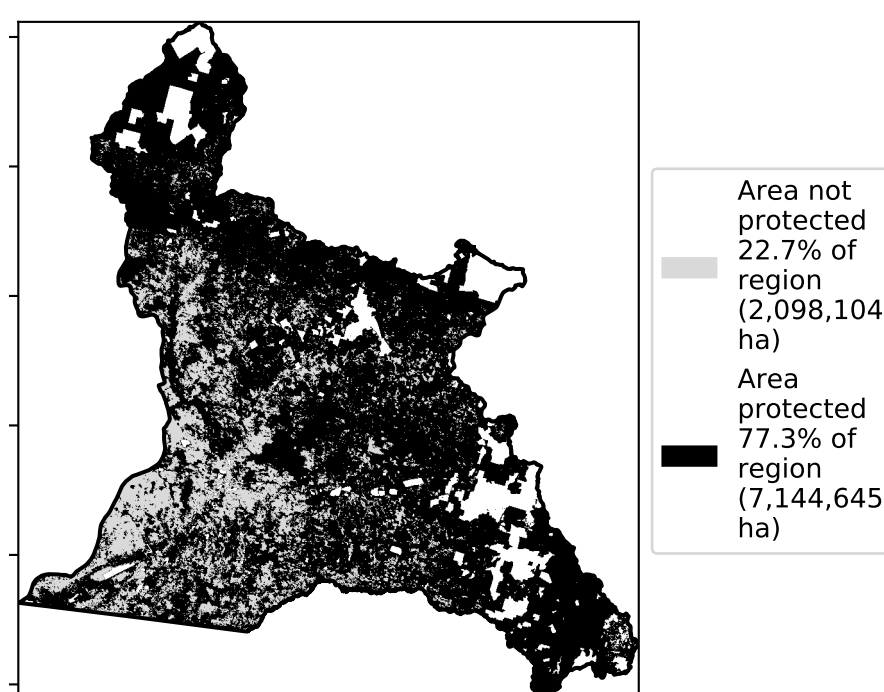 Area not
protected
22.7% of
region
(2,098,104
ha)
Area
protected
77.3% of
region
(7,144,645
ha)